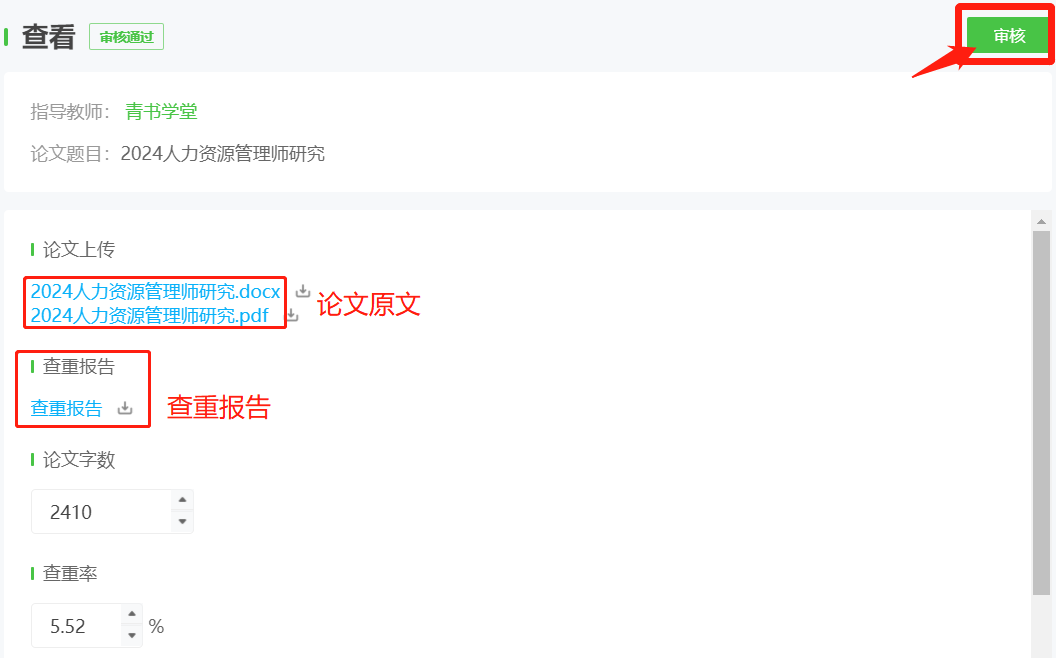 查看 审核通过 审核
指导教师： 青书学堂
论文题目：2024人力资源管理师研究
论文上传
2024人力资源管理师研究.docx
2024人力资源管理师研究.pdf
论文原文
查重报告
查重报告 查重报告
论文字数
2410
查重率
5.52 %